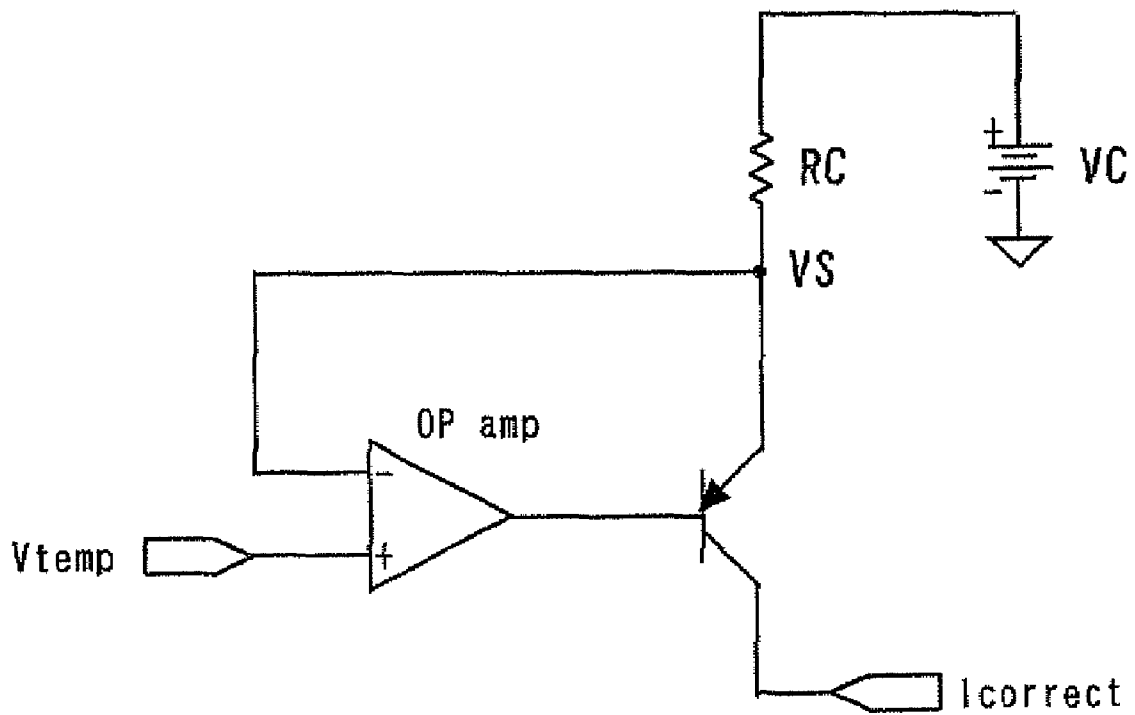 +
RC
VC
-
VS
OP amp
-
Vtemp
+
Icorrect